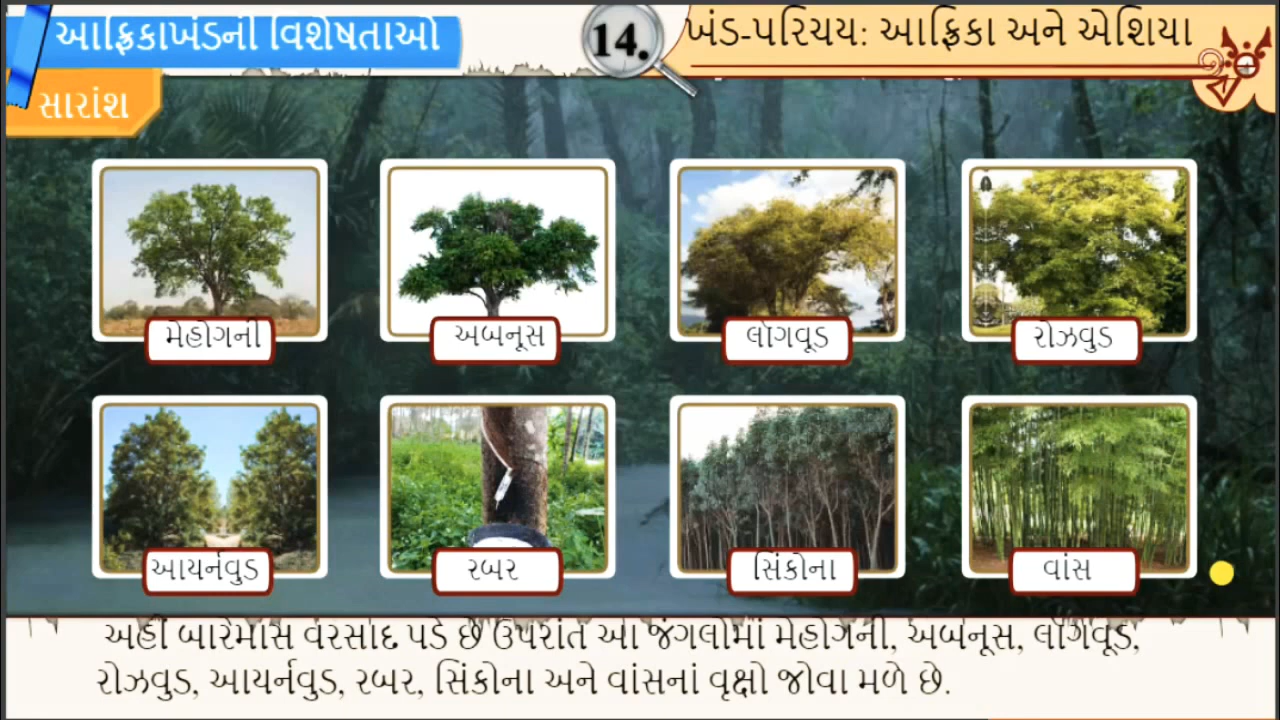 આફ્રિકાખંડની વિશેષતાઓ
14.
ખંડ-પરિચય: આફ્રિકા અને એશિયા
સારાંશ
મેહોગની
અબનૂસ
લૉગવૂડ
રોઝવુડ
આયર્નવુડ
રબર
સિંકોના
વાંસ
અહીં બારેમાસ વરસાદ પડે છે ઉપરાંત આ જંગલોમાં મેહોગની, અબનૂસ, લૉગવૂડ,
રોઝવુડ, આયર્નવુડ, રબર, સિંકોના અને વાંસનાં વૃક્ષો જોવા મળે છે.